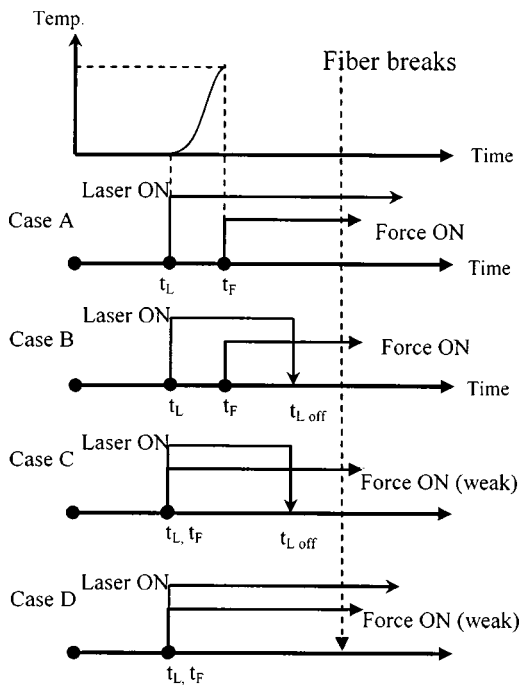 Temp.
Fiber breaks
Time
Laser ON
Case A
Force ON
Time
t_L t_F
Laser ON
Case B
Force ON
t_L t_F t_L off
Time
Laser ON
Case C
Force ON (weak)
t_L, t_F t_L off
Laser ON
Case D
Force ON (weak)
t_L, t_F